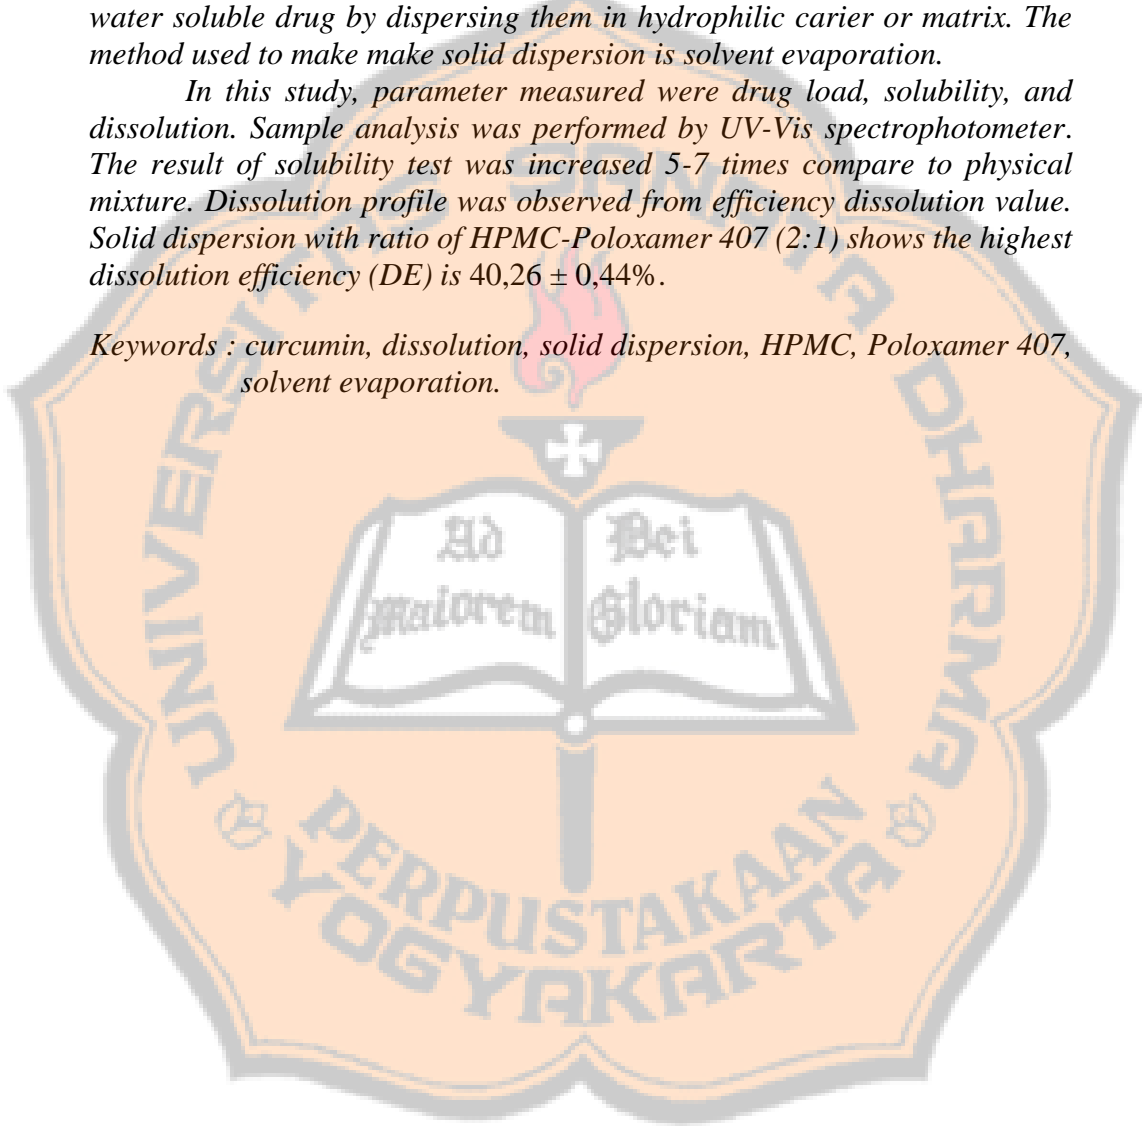 water soluble drug by dispersing them in hydrophilic carier or matrix. The
method used to make make solid dispersion is solvent evaporation.
In this study, parameter measured were drug load, solubility, and
dissolution. Sample analysis was performed by UV-Vis spectrophotometer.
The result of solubility test was increased 5-7 times compare to physical
mixture. Dissolution profile was observed from efficiency dissolution value.
Solid dispersion with ratio of HPMC-Poloxamer 407 (2:1) shows the highest
dissolution efficiency (DE) is 40,26 ± 0,44%.
Keywords : curcumin, dissolution, solid dispersion, HPMC, Poloxamer 407,
solvent evaporation.
UNIVERSITAS SANATA DHARMA
Ad Dei
Maiorem Gloriam
PERPUSTAKAAN
YOGYAKARTA